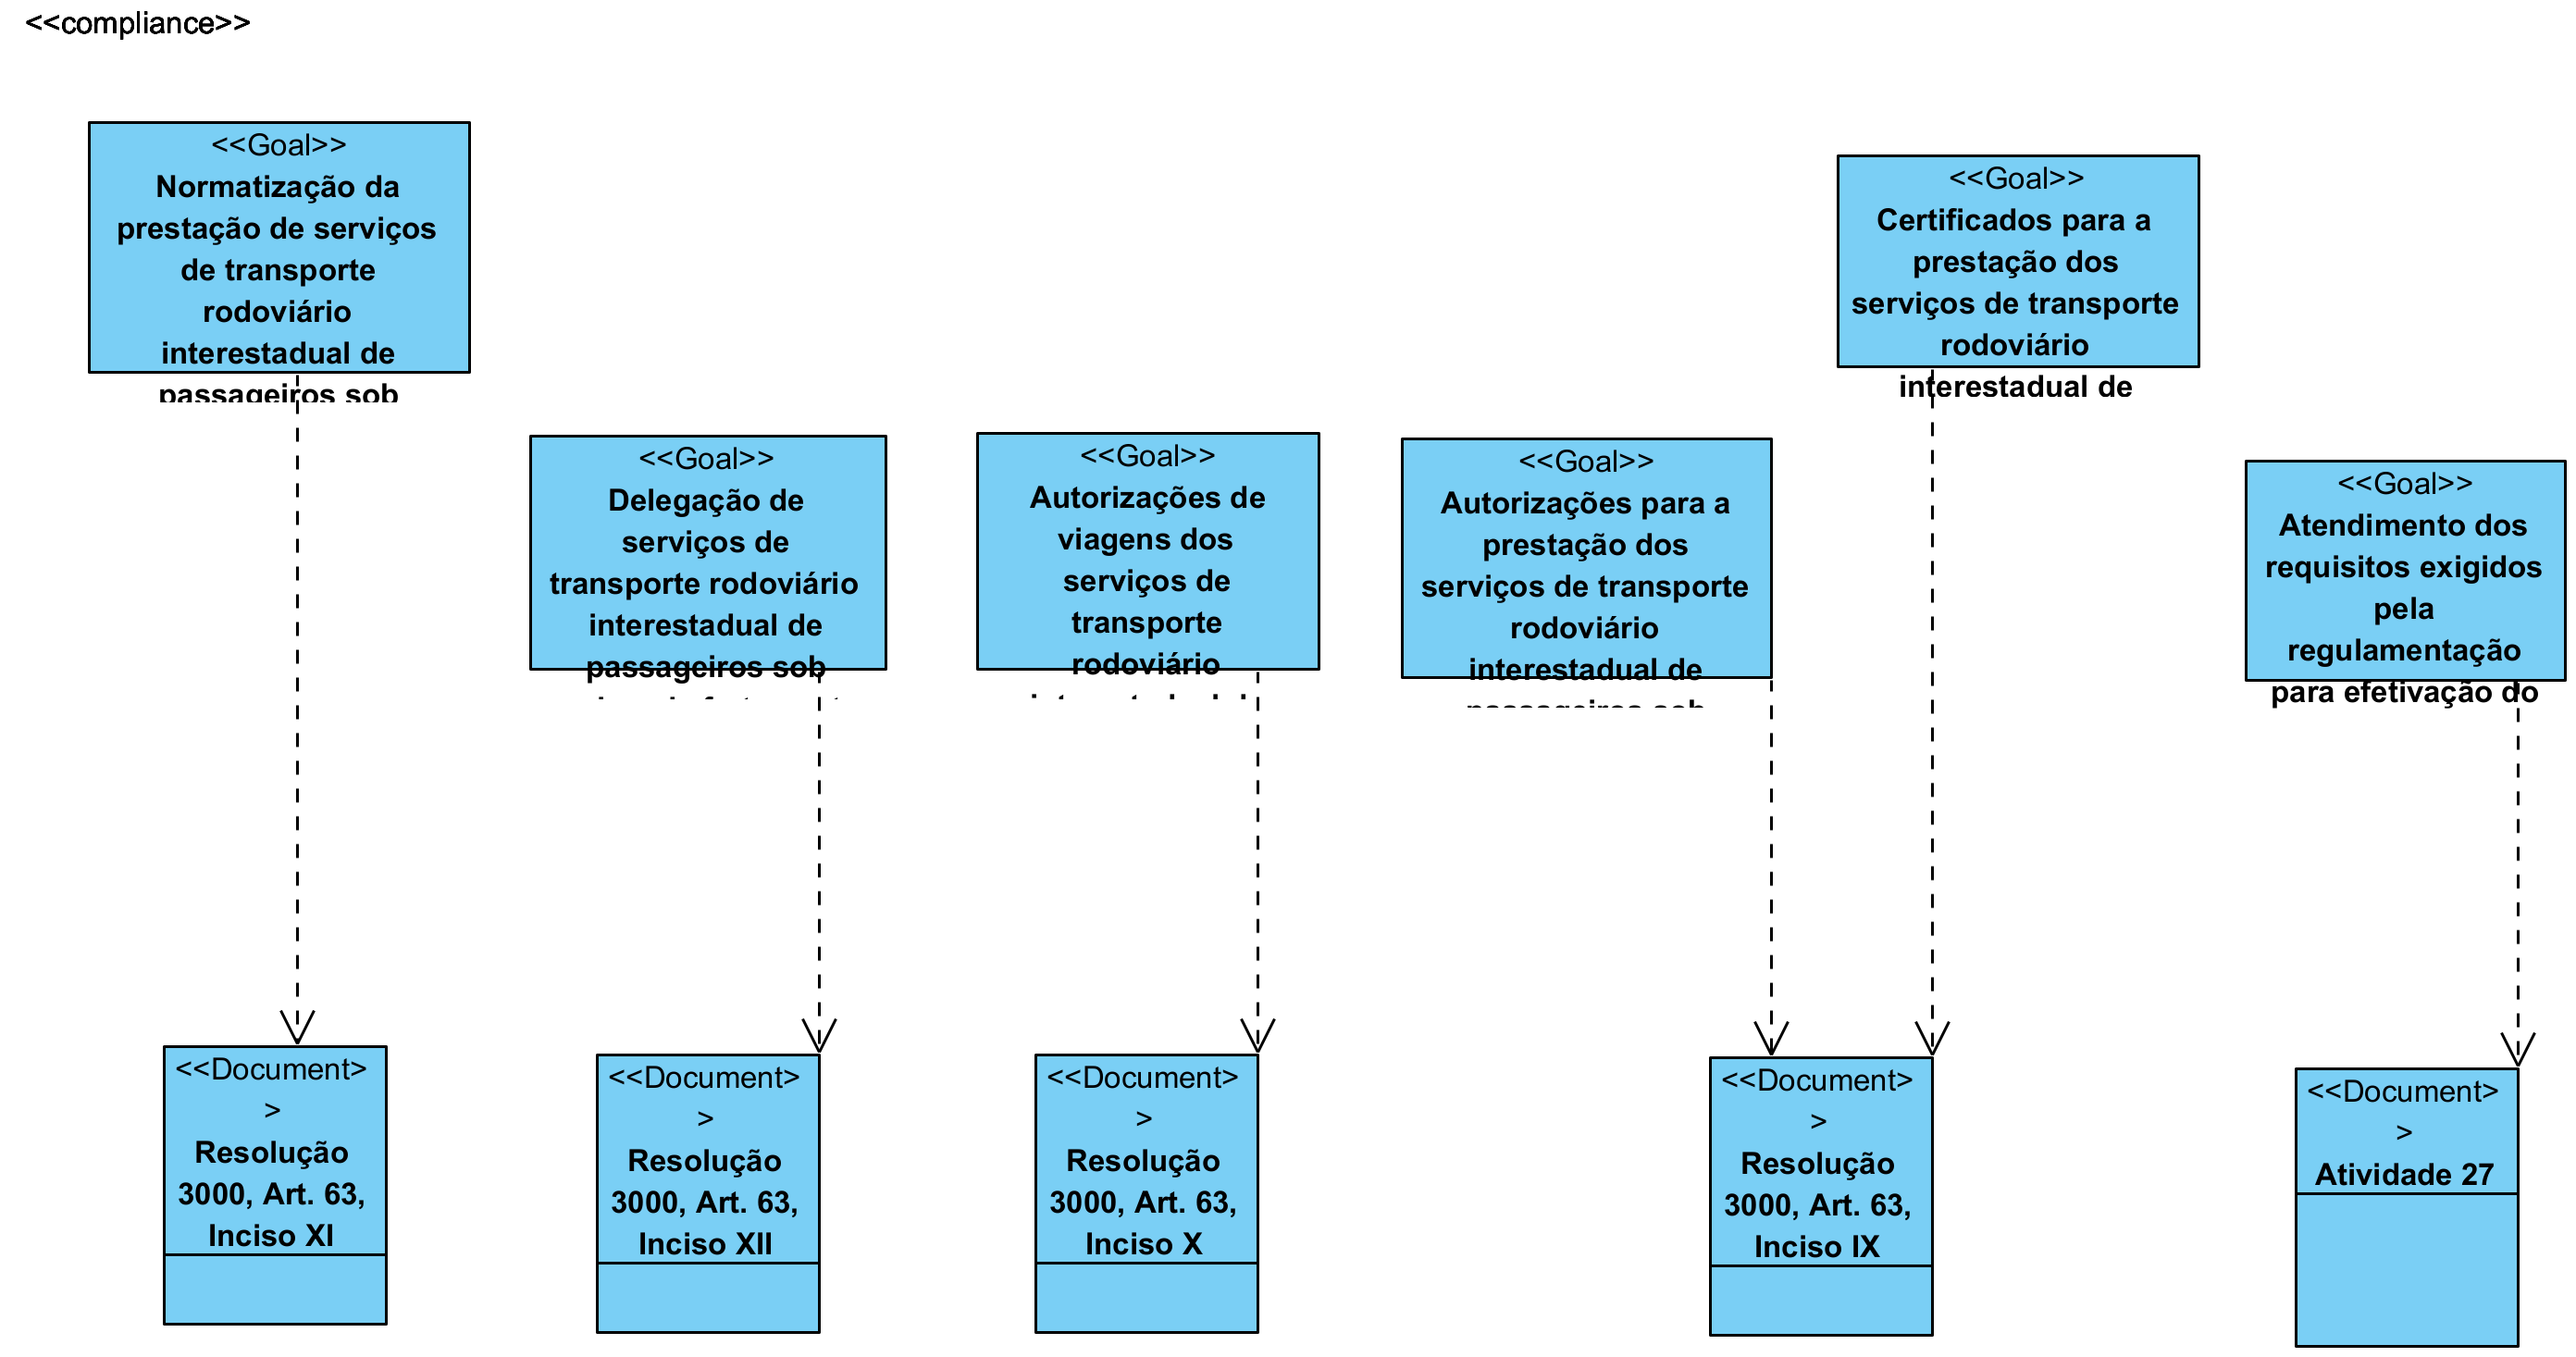 <<compliance>>
<<Goal>>
Normatização da
prestação de serviços
de transporte
rodoviário
interestadual de
passageiros sob
<<Goal>>
Delegação de
serviços de
transporte rodoviário
interestadual de
passageiros sob
<<Goal>>
Autorizações de
viagens dos
serviços de
transporte
rodoviário
<<Goal>>
Autorizações para a
prestação dos
serviços de transporte
rodoviário
interestadual de
passageiros sob
<<Goal>>
Certificados para a
prestação dos
serviços de transporte
rodoviário
interestadual de
<<Goal>>
Atendimento dos
requisitos exigidos
pela
regulamentação
para efetivação do
<<Document>
>
Resolução
3000, Art. 63,
Inciso XI
<<Document>
>
Resolução
3000, Art. 63,
Inciso XII
<<Document>
>
Resolução
3000, Art. 63,
Inciso X
<<Document>
>
Resolução
3000, Art. 63,
Inciso IX
<<Document>
>
Atividade 27